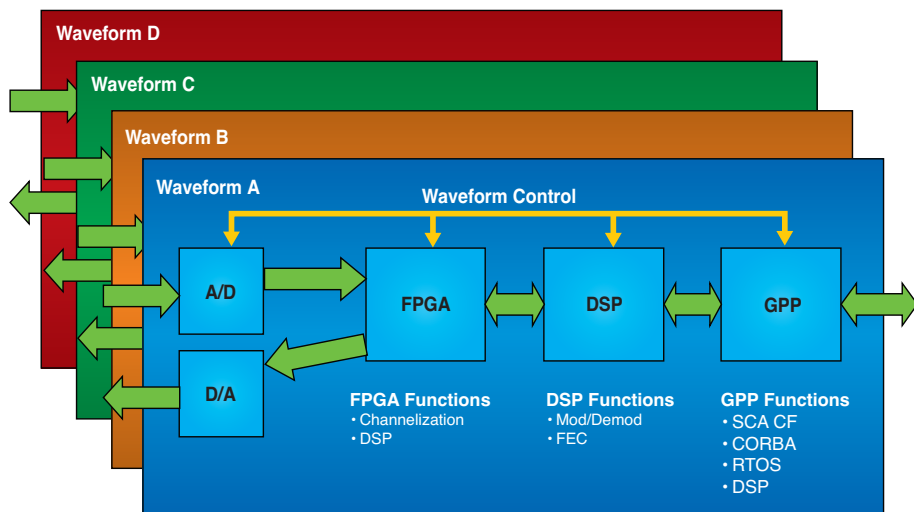 Waveform D
Waveform C
Waveform B
Waveform A
Waveform Control
A/D
FPGA
DSP
GPP
D/A
FPGA Functions
• Channelization
• DSP
DSP Functions
• Mod/Demod
• FEC
GPP Functions
• SCA CF
• CORBA
• RTOS
• DSP